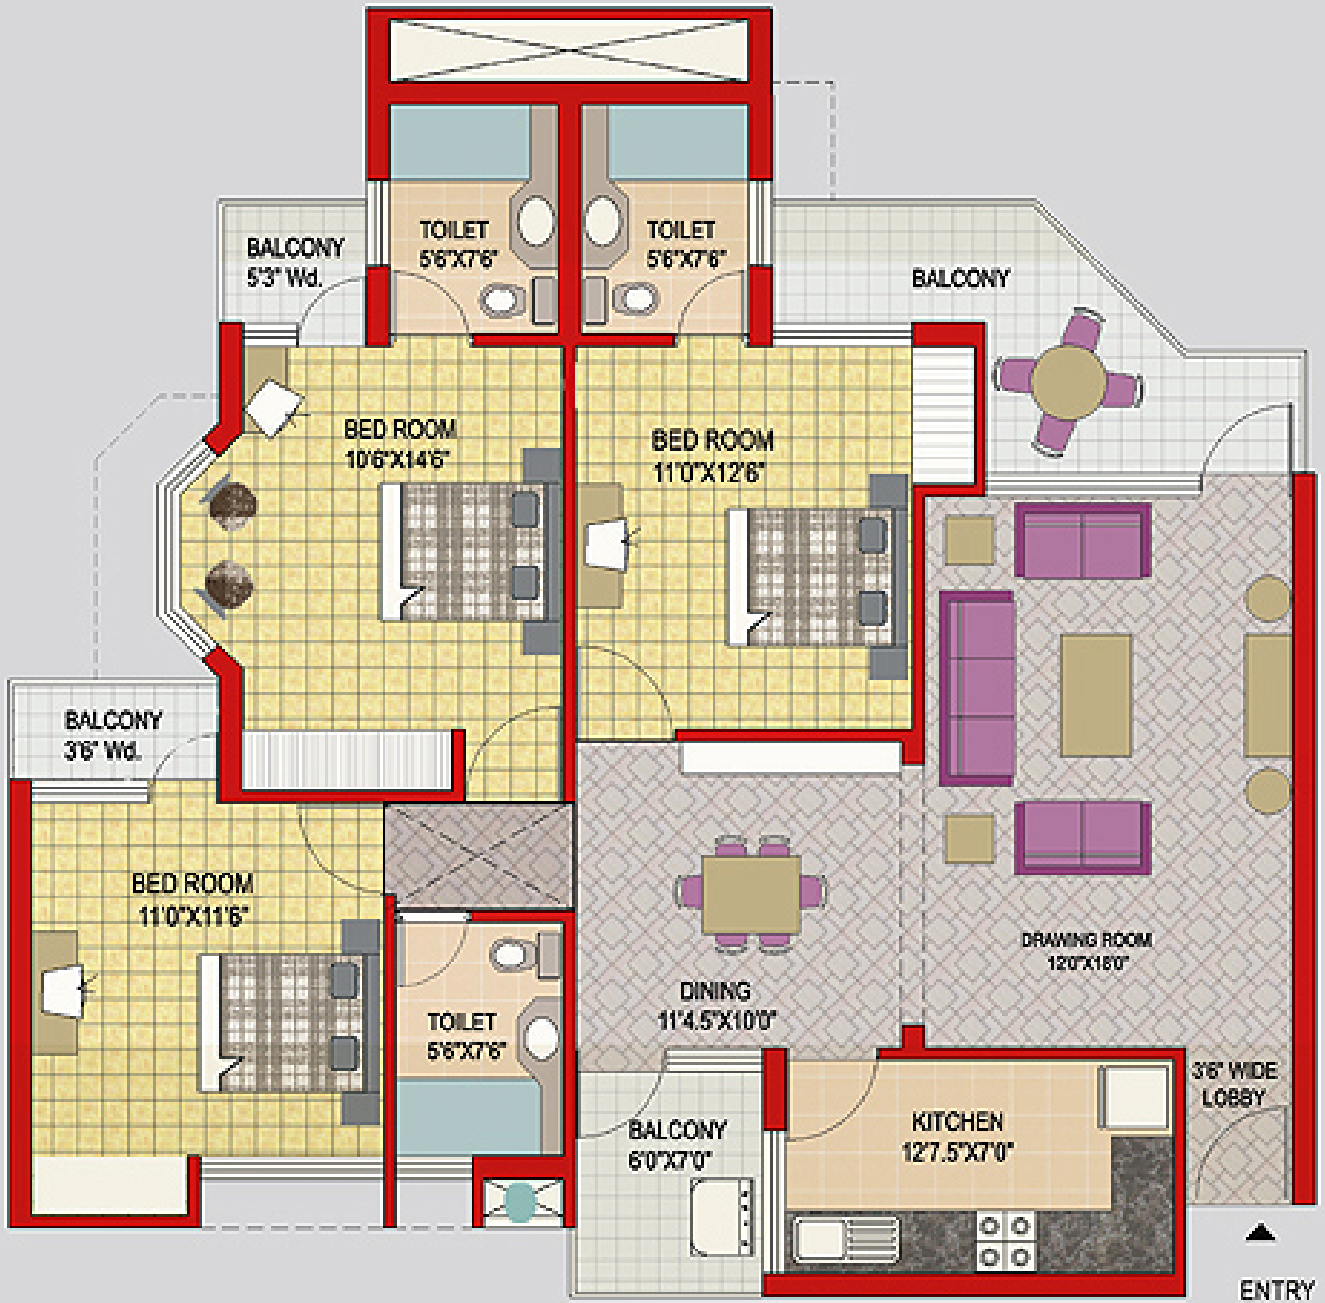 TOILET
5'6"X7'6"
TOILET
5'6"X7'6"
BALCONY
5'3" Wd.
BALCONY
BED ROOM
10'6"X14'6"
BED ROOM
11'0"X12'6"
BALCONY
3'6" Wd.
BED ROOM
11'0"X11'6"
DRAWING ROOM
12'0"X18'0"
DINING
11'4.5"X10'0"
TOILET
5'6"X7'6"
3'6" WIDE
LOBBY
BALCONY
6'0"X7'0"
KITCHEN
12'7.5"X7'0"
ENTRY